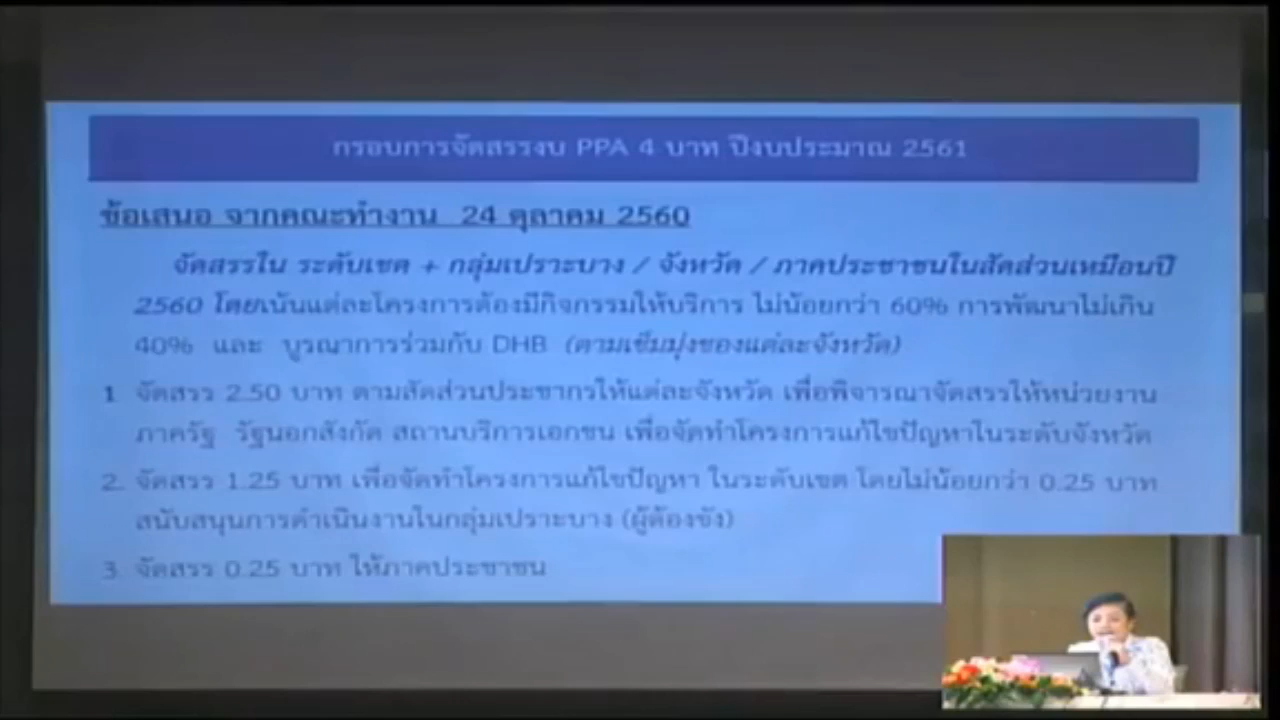 กรอบการจัดสรรงบ PPA 4 บาท ปีงบประมาณ 2561
ข้อเสนอ จากคณะทำงาน 24 ตุลาคม 2560
จัดสรรใน ระดับเขต + กลุ่มเปราะบาง / จังหวัด / ภาคประชาชนในสัดส่วนเหมือนปี
2560 โดยเน้นแต่ละโครงการต้องมีกิจกรรมให้บริการ ไม่น้อยกว่า 60% การพัฒนาไม่เกิน
40% และ บูรณาการร่วมกับ DHB (ตามเข็มมุ่งของแต่ละจังหวัด)
1 จัดสรร 2.50 บาท ตามสัดส่วนประชากรให้แต่ละจังหวัด เพื่อพิจารณาจัดสรรให้หน่วยงาน
ภาครัฐ รัฐนอกสังกัด สถานบริการเอกชน เพื่อจัดทำโครงการแก้ไขปัญหาในระดับจังหวัด
2. จัดสรร 1.25 บาท เพื่อจัดทำโครงการแก้ไขปัญหา ในระดับเขต โดยไม่น้อยกว่า 0.25 บาท
สนับสนุนการดำเนินงานในกลุ่มเปราะบาง (ผู้ต้องขัง)
3. จัดสรร 0.25 บาท ให้ภาคประชาชน